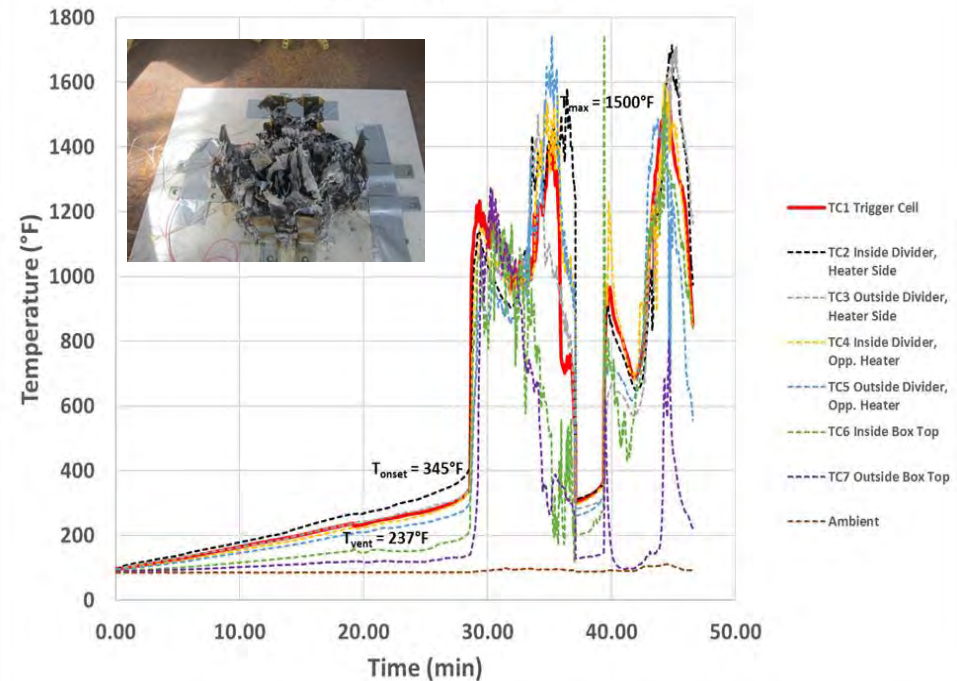 1800
1600
1400
1200
1000
800
600
400
200
0
Temperature (°F)
Tmax = 1500°F
Tonset = 345°F
Tvent = 237°F
0.00 10.00 20.00 30.00 40.00 50.00
Time (min)
TC1 Trigger Cell
TC2 Inside Divider,
Heater Side
TC3 Outside Divider,
Heater Side
TC4 Inside Divider,
Opp. Heater
TC5 Outside Divider,
Opp. Heater
TC6 Inside Box Top
TC7 Outside Box Top
Ambient